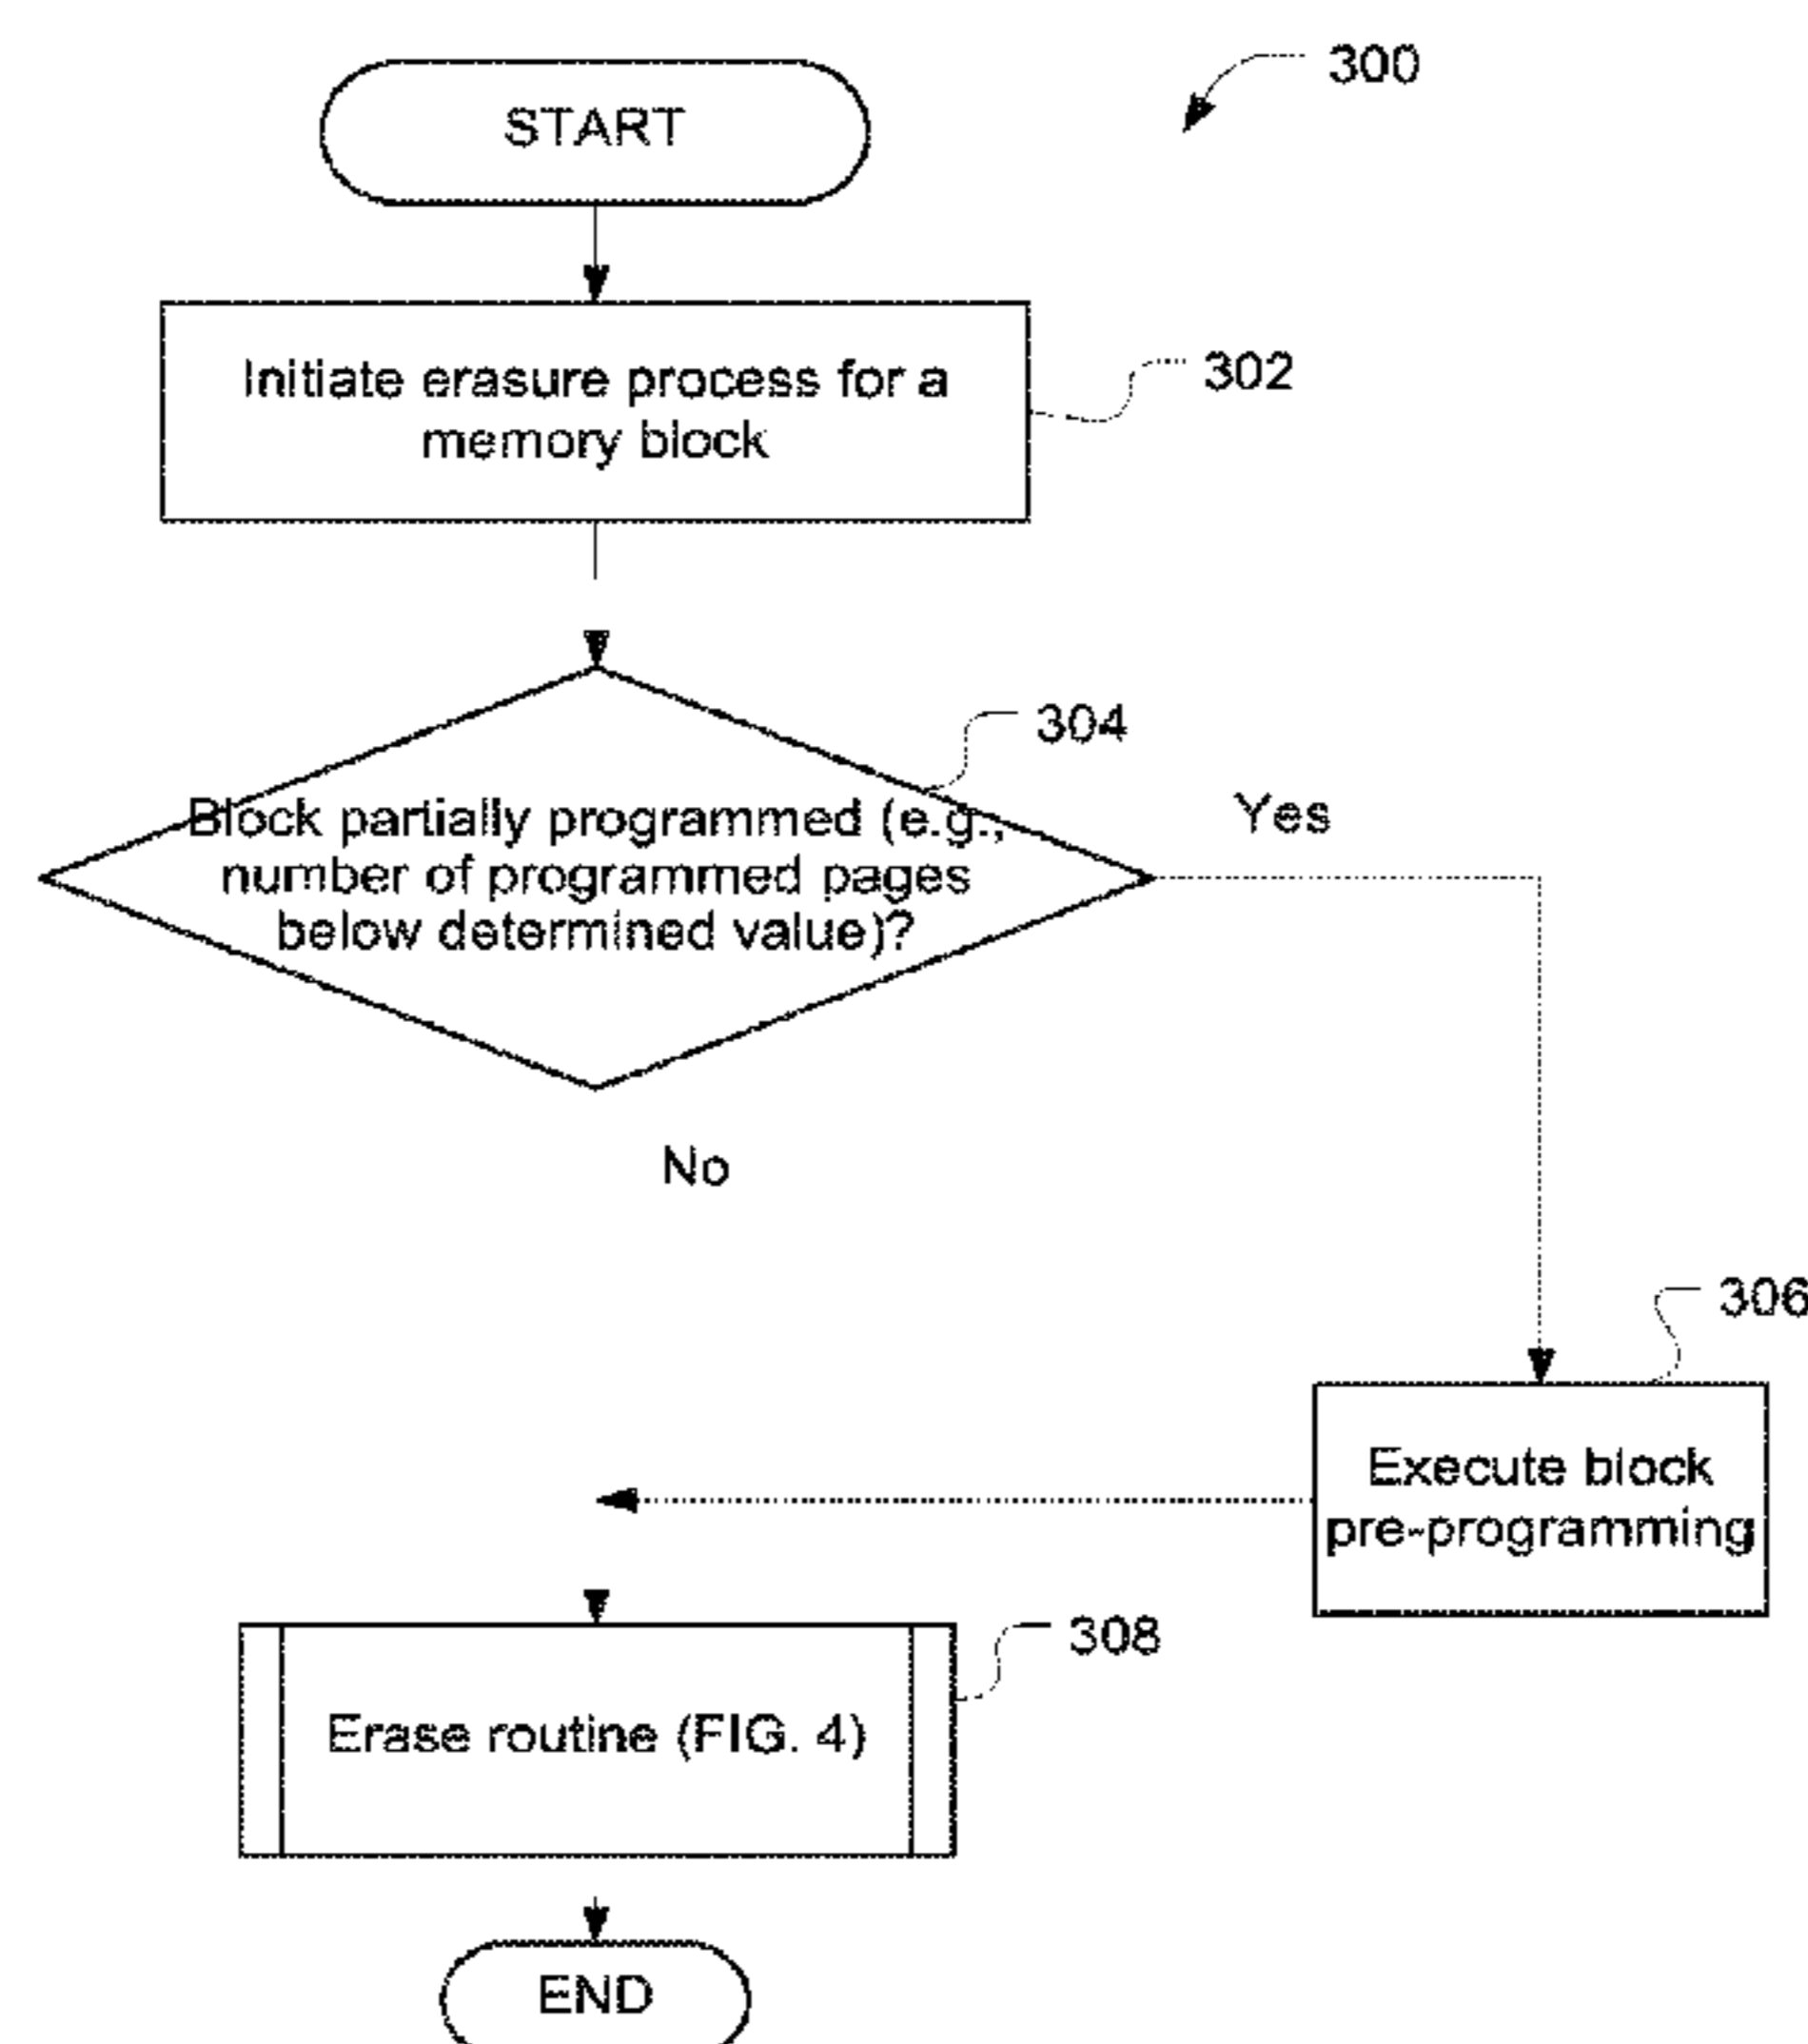 START
300
Initiate erasure process for a
memory block
302
304
Block partially programmed (e.g.,
number of programmed pages
below determined value)?
Yes
No
306
Execute block
pre-programming
308
Erase routine (FIG. 4)
END